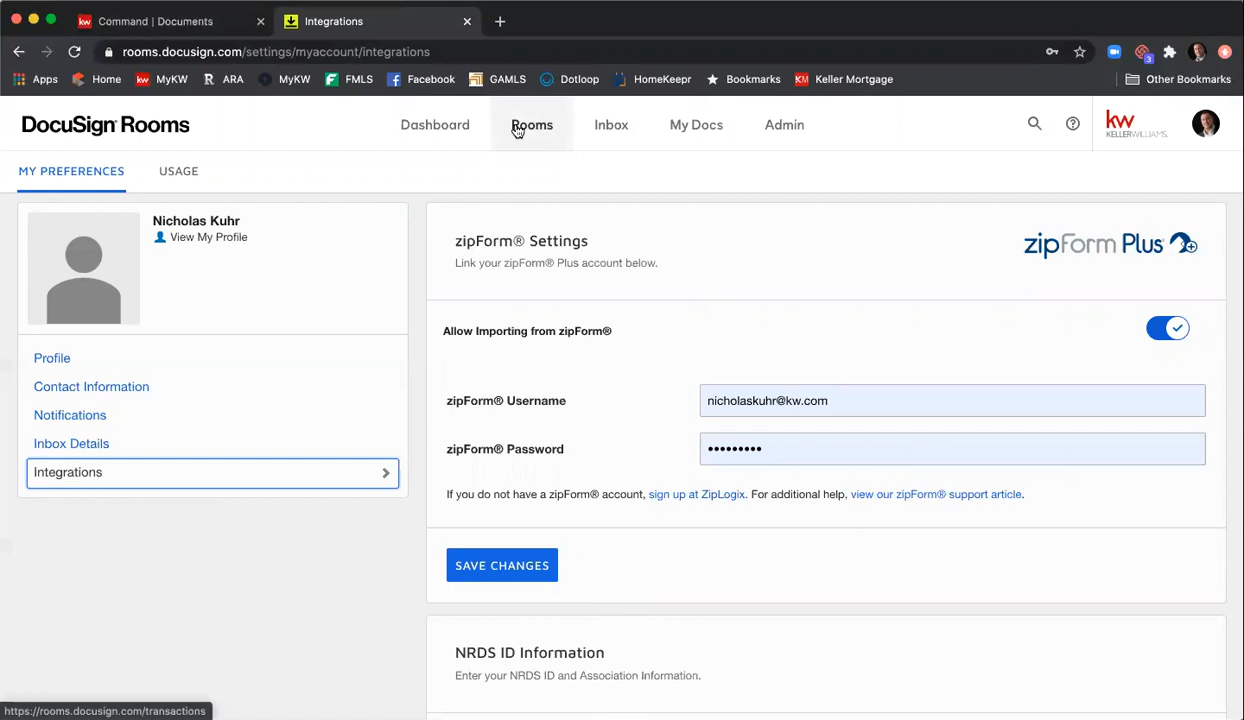 Command | Documents
Integrations
rooms.docusign.com/settings/myaccount/integrations
Apps
Home
kw MyKW
R ARA
MyKW
FMLS
Facebook
GAMLS
Dotloop
HomeKeepr
Bookmarks
KM Keller Mortgage
Other Bookmarks
DocuSign Rooms
Dashboard
Rooms
Inbox
My Docs
Admin
kw
KELLERWILLIAMS.
MY PREFERENCES
USAGE
Nicholas Kuhr
View My Profile
Profile
Contact Information
Notifications
Inbox Details
Integrations
zipForm® Settings
Link your zipForm® Plus account below.
zipForm Plus
Allow Importing from zipForm®
zipForm® Username
nicholaskuhr@kw.com
zipForm® Password
•••••••••
If you do not have a zipForm® account, sign up at ZipLogix. For additional help, view our zipForm® support article.
SAVE CHANGES
NRDS ID Information
Enter your NRDS ID and Association Information.
https://rooms.docusign.com/transactions